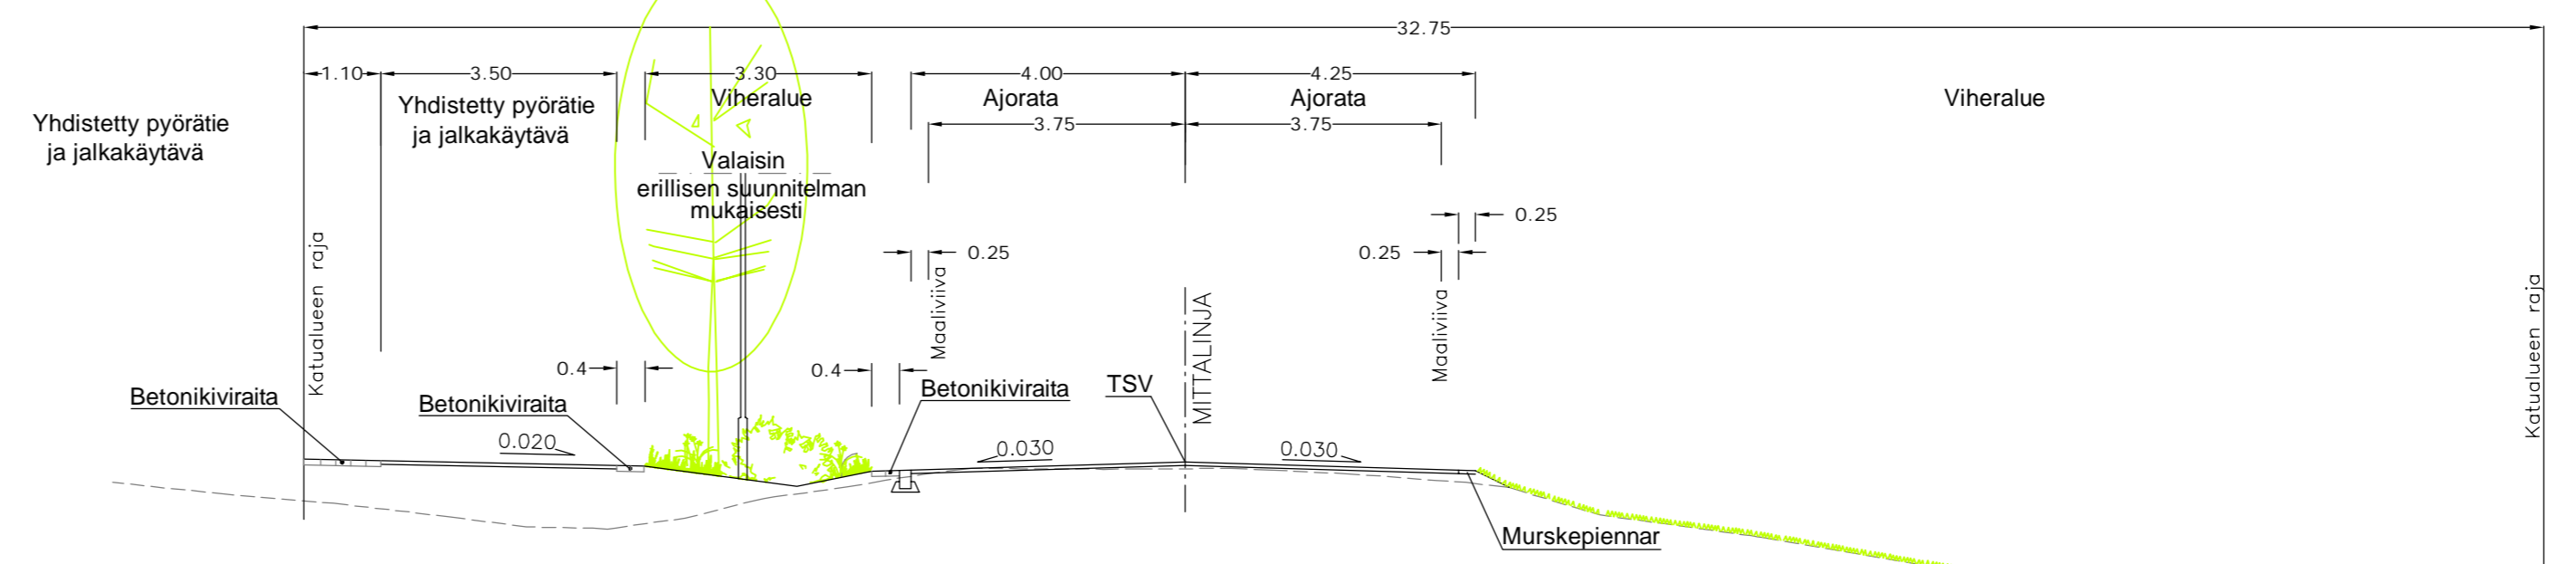 32.75
1.10
3.50
3.30
4.00
4.25
Yhdistetty pyörätie
ja jalkakäytävä
Yhdistetty pyörätie
ja jalkakäytävä
Viheralue
Ajorata
Ajorata
Viheralue
3.75
3.75
Valaisin
erillisen suunnitelman
mukaisesti
0.25
0.25
0.25
Katualueen raja
Maaliviiva
MITTALINJA
Maaliviiva
Katualueen raja
0.4
0.4
Betonikiviraita
Betonikiviraita
Betonikiviraita
TSV
0.020
0.030
0.030
Murskepiennar